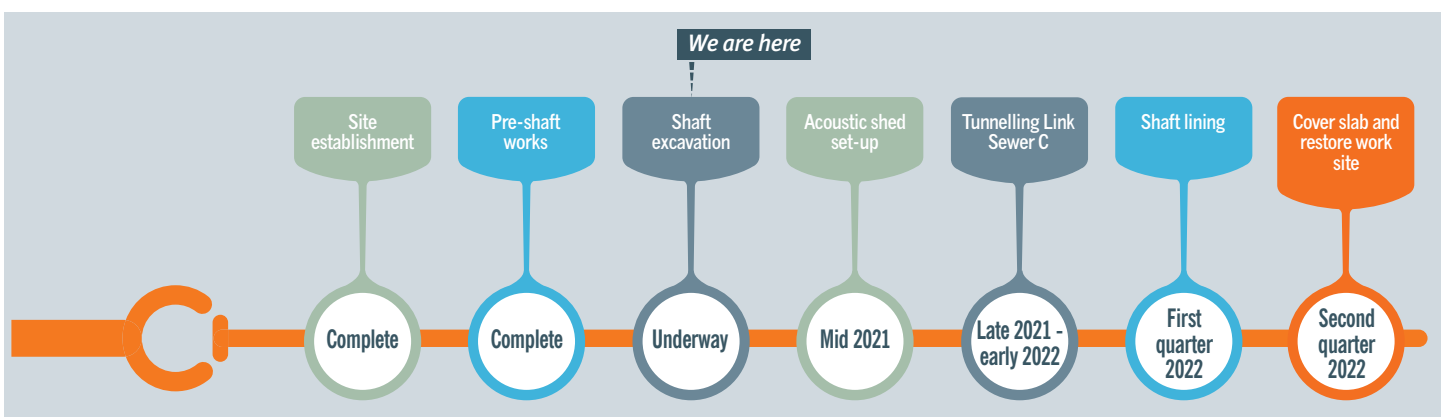 We are here
Site
establishment
Pre-shaft
works
Shaft
excavation
Acoustic shed
set-up
Tunnelling Link
Sewer C
Shaft lining
Cover slab and
restore work
site
Complete
Complete
Underway
Mid 2021
Late 2021 -
early 2022
First
quarter
2022
Second
quarter
2022